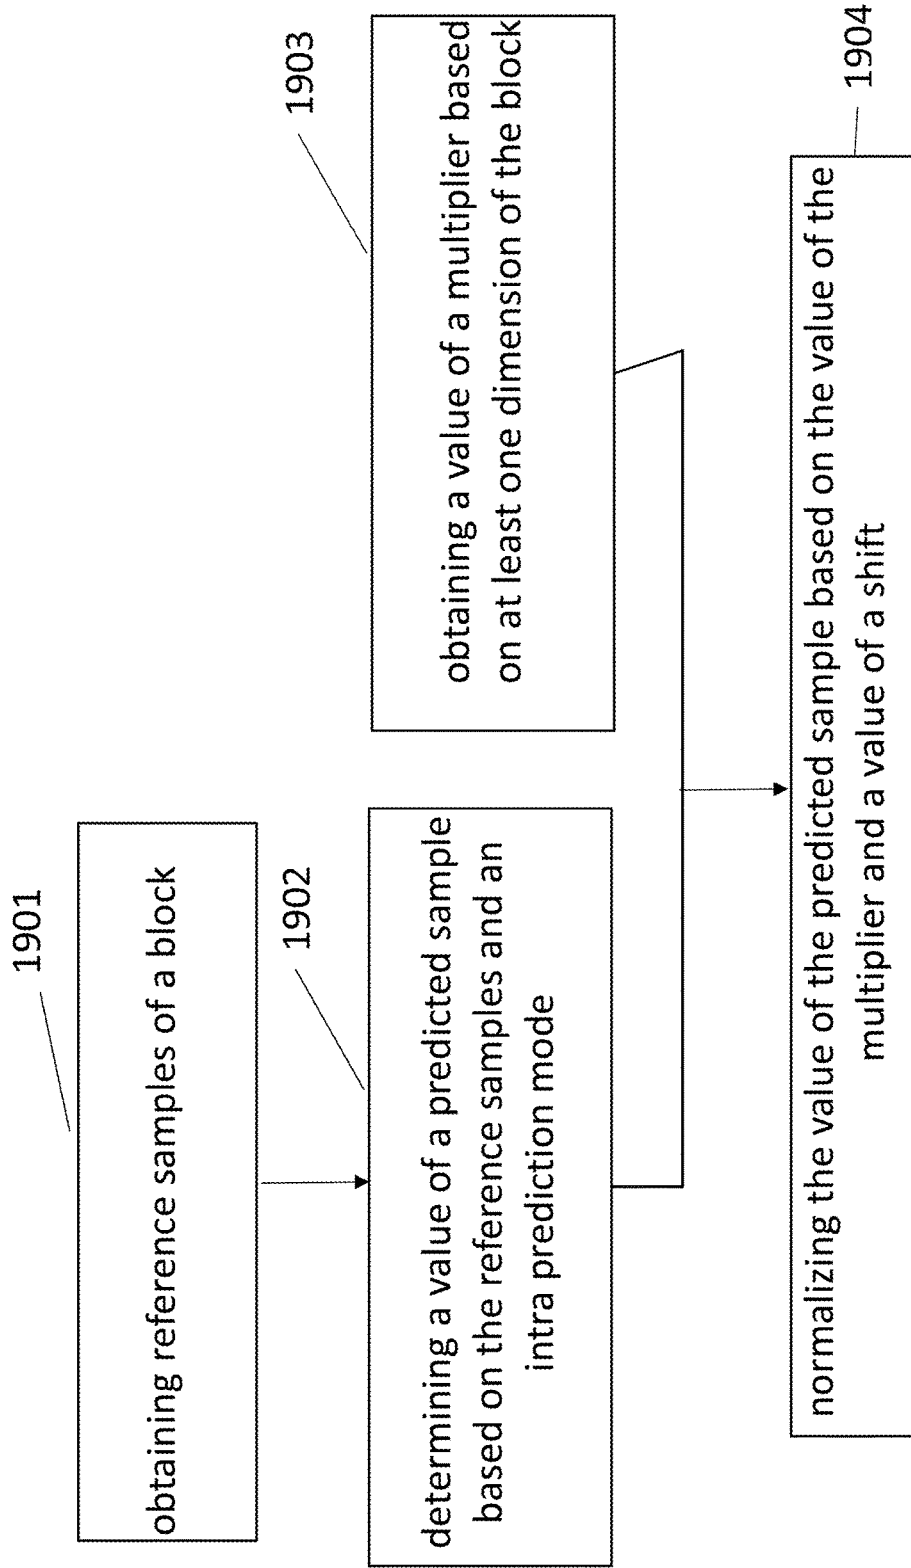 1901
obtaining reference samples of a block
1902
determining a value of a predicted sample
based on the reference samples and an
intra prediction mode
1903
obtaining a value of a multiplier based
on at least one dimension of the block
1904
normalizing the value of the predicted sample based on the value of the
multiplier and a value of a shift